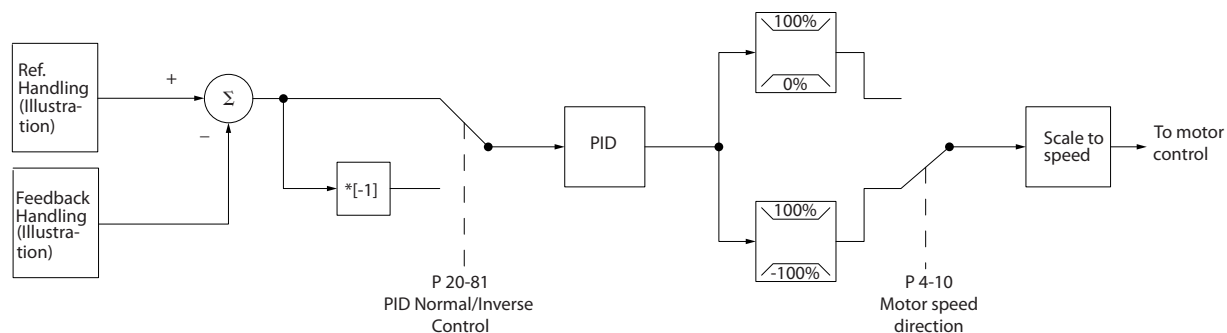 Ref.
Handling
(Illustra-
tion)
+
Σ
–
Feedback
Handling
(Illustra-
tion)
*[-1]
P 20-81
PID Normal/Inverse
Control
PID
100%
0%
100%
-100%
P 4-10
Motor speed
direction
Scale to
speed
To motor
control